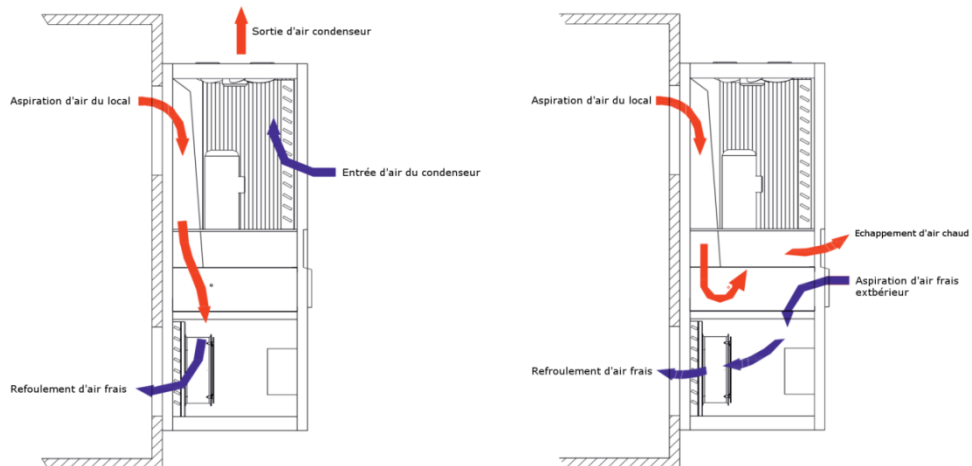 Sortie d'air condenseur
Aspiration d'air du local
Entrée d'air du condenseur
Refoulement d'air frais
Aspiration d'air du local
Echappement d'air chaud
Aspiration d'air frais
extbérieur
Refroulement d'air frais